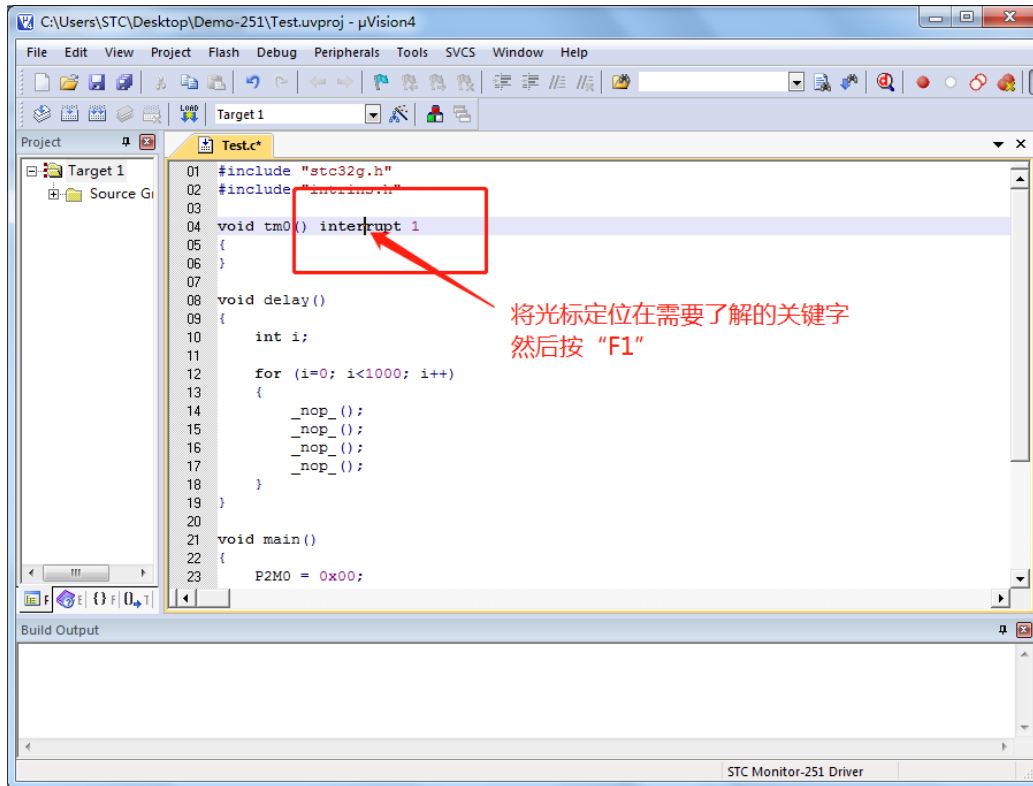 C:\Users\STC\Desktop\Demo-251\Test.uvproj - µVision4
File Edit View Project Flash Debug Peripherals Tools SVCS Window Help
LOAD Target 1
Project
Test.c*
Target 1
Source Gr
01 #include "stc32g.h"
02 #include "intrins.h"
03
04 void tm0() interrupt 1
05 {
06 }
07
08 void delay()
09 {
10 int i;
11
12 for (i=0; i<1000; i++)
13 {
14 _nop_();
15 _nop_();
16 _nop_();
17 _nop_();
18 }
19 }
20
21 void main()
22 {
23 P2M0 = 0x00;
将光标定位在需要了解的关键字
然后按“F1”
F E {} F 0 T
Build Output
STC Monitor-251 Driver